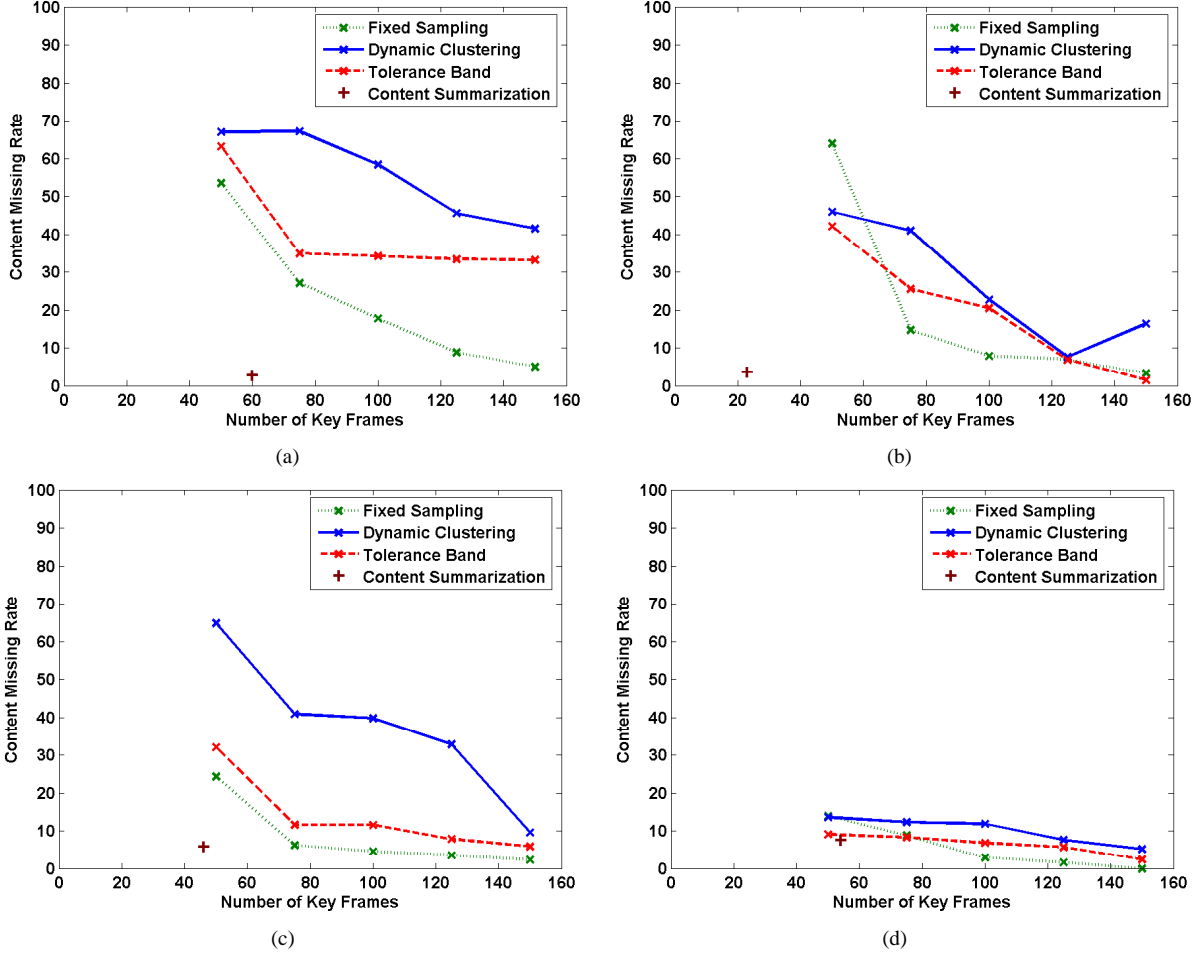 100
90
80
70
60
50
40
30
20
10
0
Content Missing Rate
0 20 40 60 80 100 120 140 160
Number of Key Frames
Fixed Sampling
Dynamic Clustering
Tolerance Band
Content Summarization
(a)
100
90
80
70
60
50
40
30
20
10
0
Content Missing Rate
0 20 40 60 80 100 120 140 160
Number of Key Frames
Fixed Sampling
Dynamic Clustering
Tolerance Band
Content Summarization
(b)
100
90
80
70
60
50
40
30
20
10
0
Content Missing Rate
0 20 40 60 80 100 120 140 160
Number of Key Frames
Fixed Sampling
Dynamic Clustering
Tolerance Band
Content Summarization
(c)
100
90
80
70
60
50
40
30
20
10
0
Content Missing Rate
0 20 40 60 80 100 120 140 160
Number of Key Frames
Fixed Sampling
Dynamic Clustering
Tolerance Band
Content Summarization
(d)